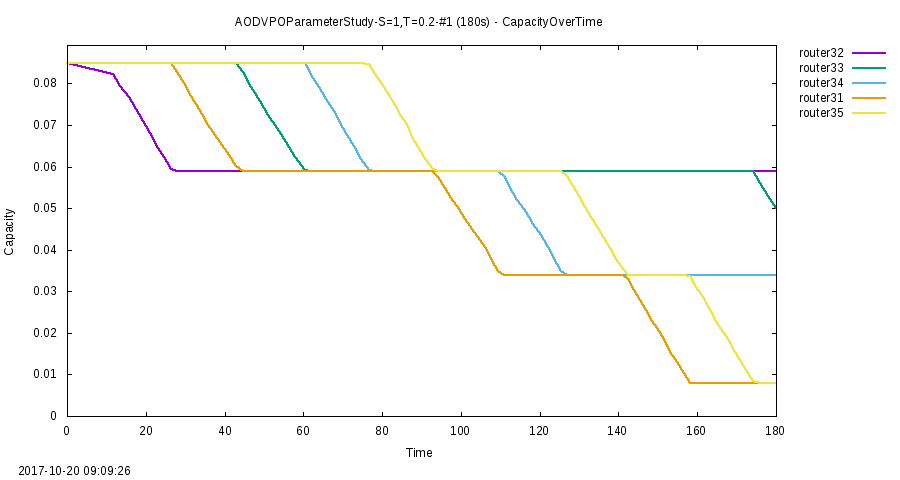 AODVPOParameterStudy-S=1,T=0.2-#1 (180s) - CapacityOverTime
router32
router33
router34
router31
router35
0.08
0.07
0.06
0.05
0.04
0.03
0.02
0.01
0
Capacity
0 20 40 60 80 100 120 140 160 180
Time
2017-10-20 09:09:26